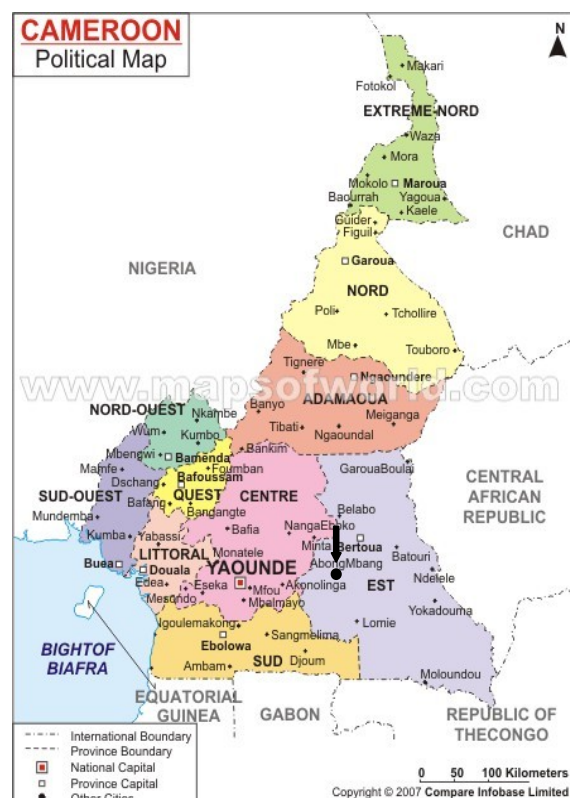 CAMEROON
Political Map
N
Makari
Fotokol
EXTREME-NORD
Waza
Mora
Mokolo
Maroua
Baourrah
Yagoua
Kaele
Guider
Figuil
CHAD
NIGERIA
Garoua
NORD
Poli
Tchollire
Mbe
Touboro
Tignere
Ngaoundere
www.mapsofworld.com
ADAMAOUA
NORD-OUEST
Nkambe
Banyo
Meiganga
Wum
Kumbo
Tibati
Ngaoundal
Mbengwi
Bamenda
Bankim
Mamfe
Foumban
GarouaBoulai
CENTRAL
AFRICAN
REPUBLIC
Dschang
Bafoussam
SUD-OUEST
QUEST
CENTRE
Bafang
Bangangte
Belabo
Mundemba
Bafia
NangaEboko
Kumba
Yabassi
Minta
Bertoua
Batouri
LITTORAL
Monatele
Buea
Douala
YAOUNDE
AbongMbang
Ndelele
Edea
Eseka
Mfou
Akonolinga
EST
Mesondo
Mbalmayo
Yokadouma
Ngoulemakong
Lomie
Ebolowa
Sangmelima
BIGHTOF
BIAFRA
Ambam
SUD
Djoum
Moloundou
EQUATORIAL
GUINEA
GABON
REPUBLIC OF
THECONGO
International Boundary
Province Boundary
National Capital
Province Capital
Other Cities
0 50 100 Kilometers
Copyright © 2007 Compare Infobase Limited